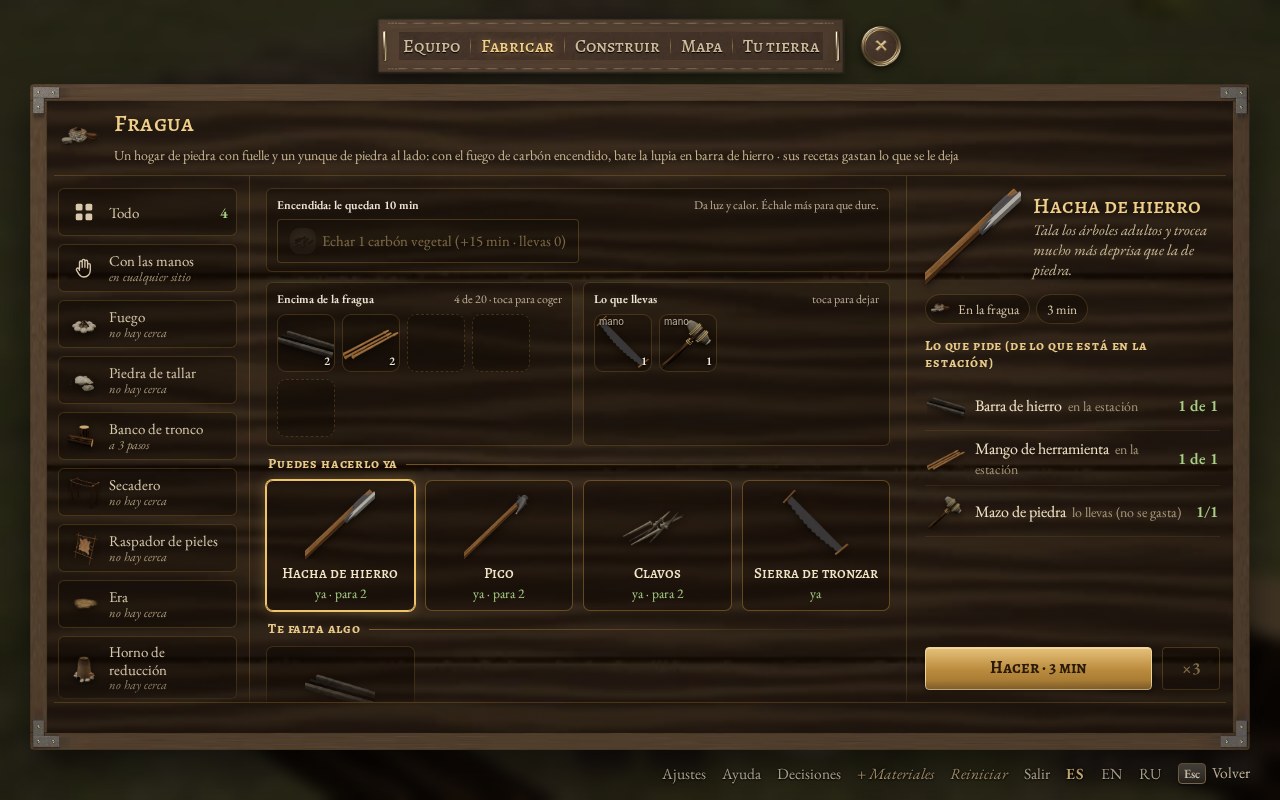 Equipo
Fabricar
Construir
Mapa
Tu tierra
×
Fragua
Un hogar de piedra con fuelle y un yunque de piedra al lado: con el fuego de carbón encendido, bate la lupia en barra de hierro · sus recetas gastan lo que se le deja
Todo 4
Con las manos
en cualquier sitio
Fuego
no hay cerca
Piedra de tallar
no hay cerca
Banco de tronco
a 3 pasos
Secadero
no hay cerca
Raspador de pieles
no hay cerca
Era
no hay cerca
Horno de
reducción
no hay cerca
Encendida: le quedan 10 min
Da luz y calor. Échale más para que dure.
Echar 1 carbón vegetal (+15 min · llevas 0)
Encima de la fragua
4 de 20 · toca para coger
2
2
Lo que llevas
toca para dejar
mano
1
mano
1
Puedes hacerlo ya
Hacha de hierro
ya · para 2
Pico
ya · para 2
Clavos
ya · para 2
Sierra de tronzar
ya
Te falta algo
Hacha de hierro
Tala los árboles adultos y trocea
mucho más deprisa que la de
piedra.
En la fragua
3 min
Lo que pide (de lo que está en la
estación)
Barra de hierro en la estación 1 de 1
Mango de herramienta en la
estación
1 de 1
Mazo de piedra lo llevas (no se gasta) 1/1
Hacer · 3 min
×3
Ajustes
Ayuda
Decisiones
+ Materiales
Reiniciar
Salir
ES
EN
RU
Esc Volver